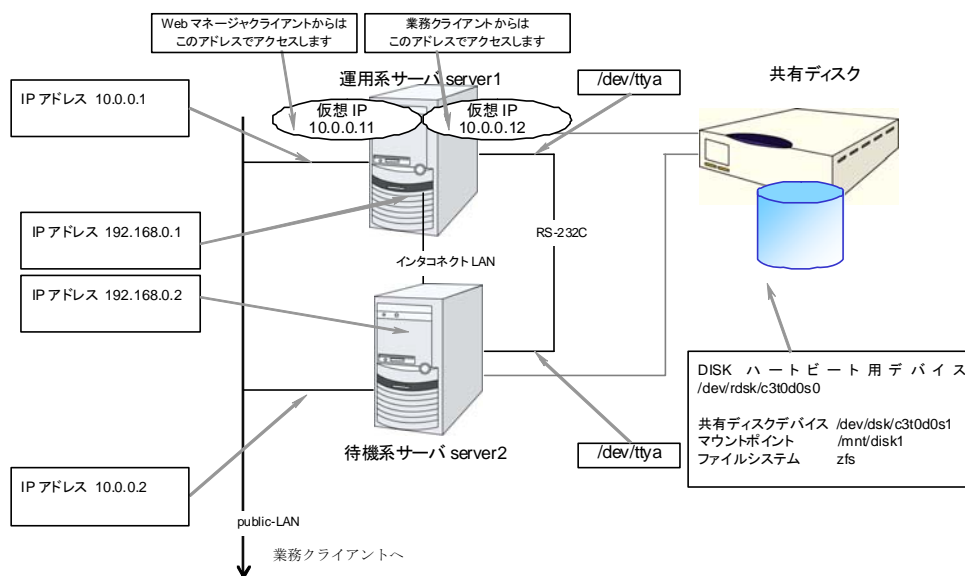 Web マネージャクライアントからは
このアドレスでアクセスします
業務クライアントからは
このアドレスでアクセスします
運用系サーバ server1
/dev/ttya
共有ディスク
IP アドレス 10.0.0.1
仮想 IP
10.0.0.11
仮想 IP
10.0.0.12
IP アドレス 192.168.0.1
RS-232C
インタコネクト LAN
IP アドレス 192.168.0.2
DISK ハートビート用デバイス
/dev/rdsk/c3t0d0s0
共有ディスクデバイス /dev/dsk/c3t0d0s1
マウントポイント /mnt/disk1
ファイルシステム zfs
待機系サーバ server2
/dev/ttya
IP アドレス 10.0.0.2
public-LAN
業務クライアントへ